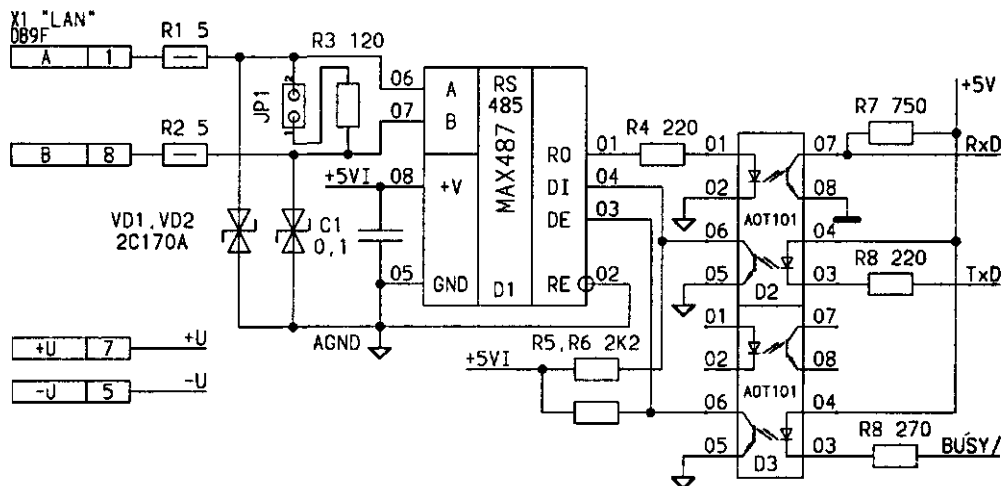 X1 "LAN"
DB9F
A 1
R1 5
R3 120
JP1
2
1
B 8
R2 5
VD1,VD2
2C170A
C1
0,1
+5VI
06
07
08
05
A
B
+V
GND
RS
485
MAX487
D1
RO
DI
DE
RE
01
04
03
02
AGND
+U 7 +U
-U 5 -U
R4 220
R5,R6 2K2
+5VI
01
02
06
05
AOT101
D2
07
08
04
03
R7 750
+5V
RxD
R8 220
TxD
01
02
06
05
AOT101
D3
07
08
04
03
R8 270
BUSY/